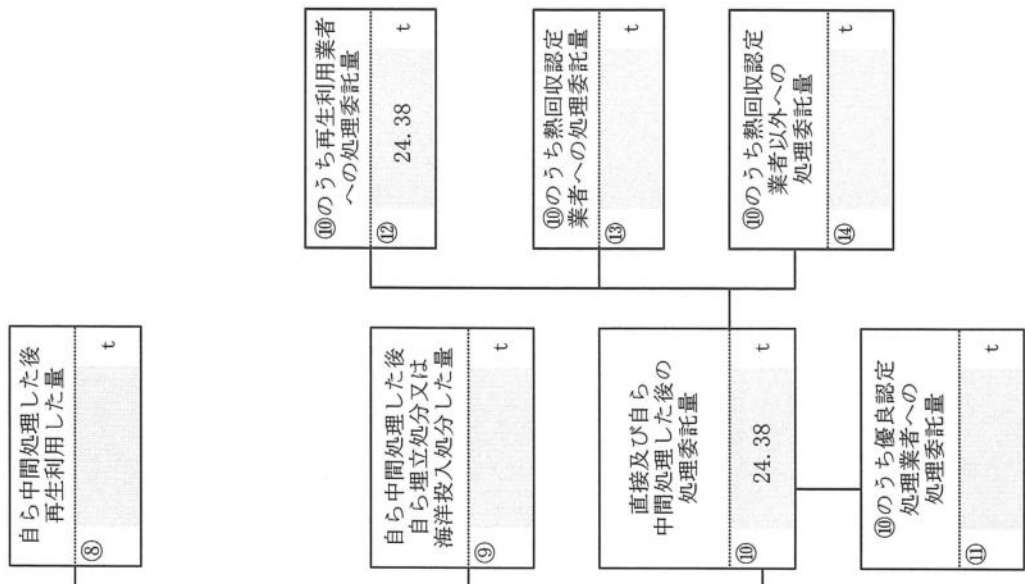 自ら中間処理した後
再生利用した量
⑧
t
自ら中間処理した後
自ら埋立処分又は
海洋投入処分した量
⑨
t
直接及び自ら
中間処理した後の
処理委託量
⑩
24.38
t
⑩のうち優良認定
処理業者への
処理委託量
⑪
t
⑩のうち再生利用業者
への処理委託量
⑫
24.38
t
⑩のうち熱回収認定
業者への処理委託量
⑬
t
⑩のうち熱回収認定
業者以外への
処理委託量
⑭
t